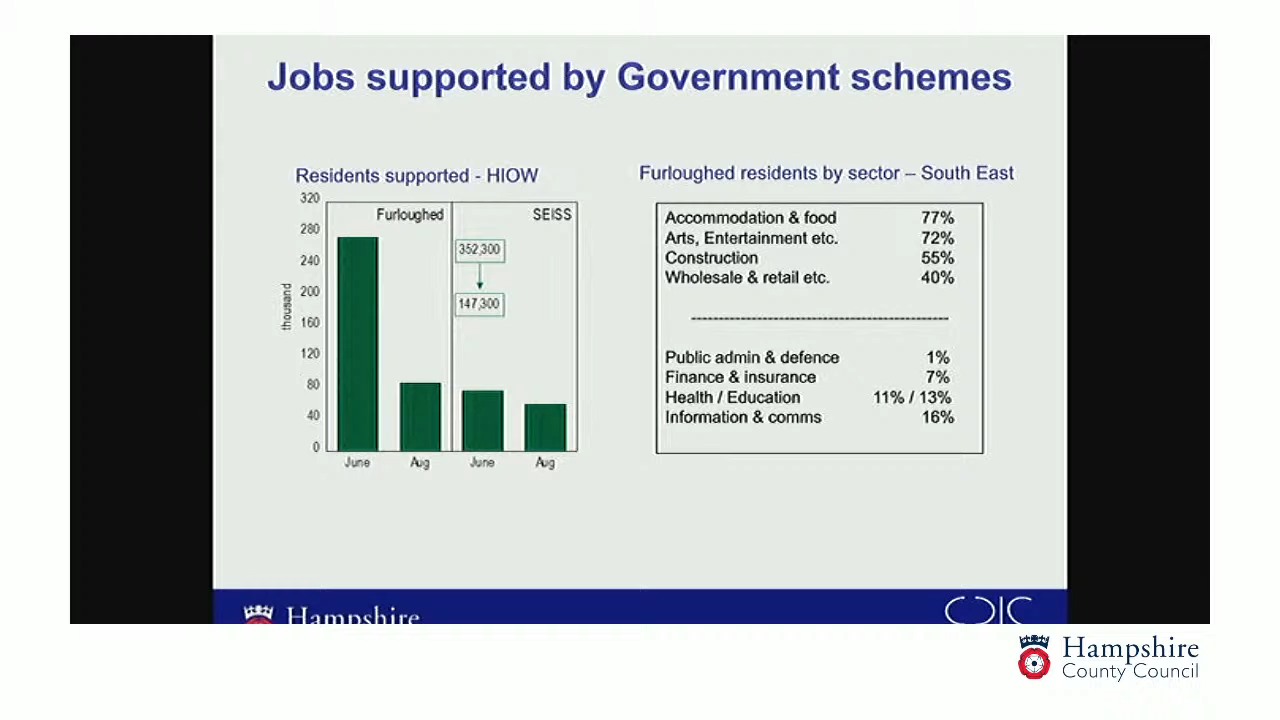 Jobs supported by Government schemes
Residents supported - HIOW
320
280
240
200
160
120
80
40
0
thousand
Furloughed
SEISS
352,300
147,300
June
Aug
June
Aug
Furloughed residents by sector – South East
Accommodation & food 77%
Arts, Entertainment etc. 72%
Construction 55%
Wholesale & retail etc. 40%
----------------------------------------------
Public admin & defence 1%
Finance & insurance 7%
Health / Education 11% / 13%
Information & comms 16%
Hampshire
Hampshire
County Council